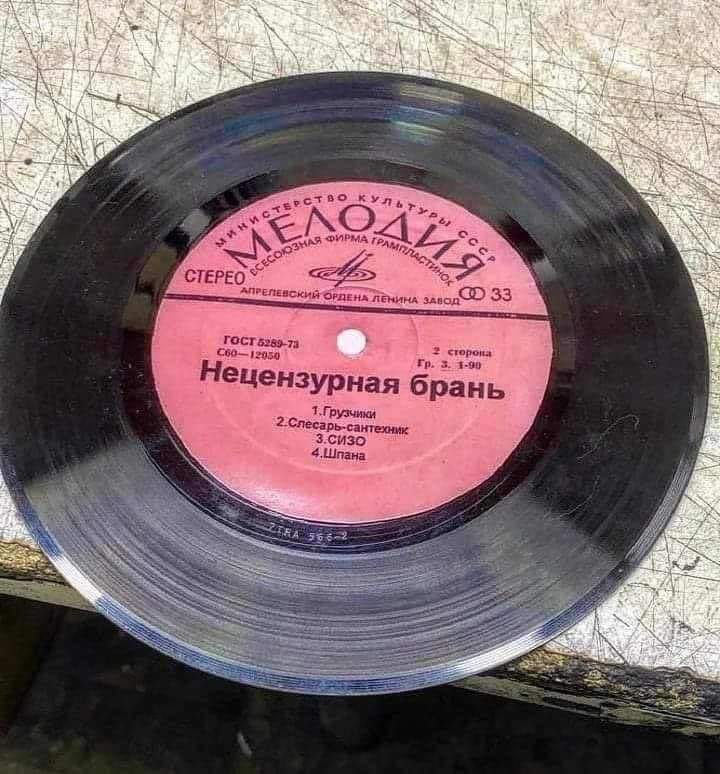 МИНИСТЕРСТВО КУЛЬТУРЫ СССР
МЕЛОДИЯ
ВСЕСОЮЗНАЯ ФИРМА ГРАМПЛАСТИНОК
СТЕРЕО
33
АПРЕЛЕВСКИЙ ОРДЕНА ЛЕНИНА ЗАВОД
ГОСТ 5289-73
С60—12050
2 сторона
Гр. 3. 1-90
Нецензурная брань
1.Грузчики
2.Слесарь-сантехник
3.СИЗО
4.Шпана